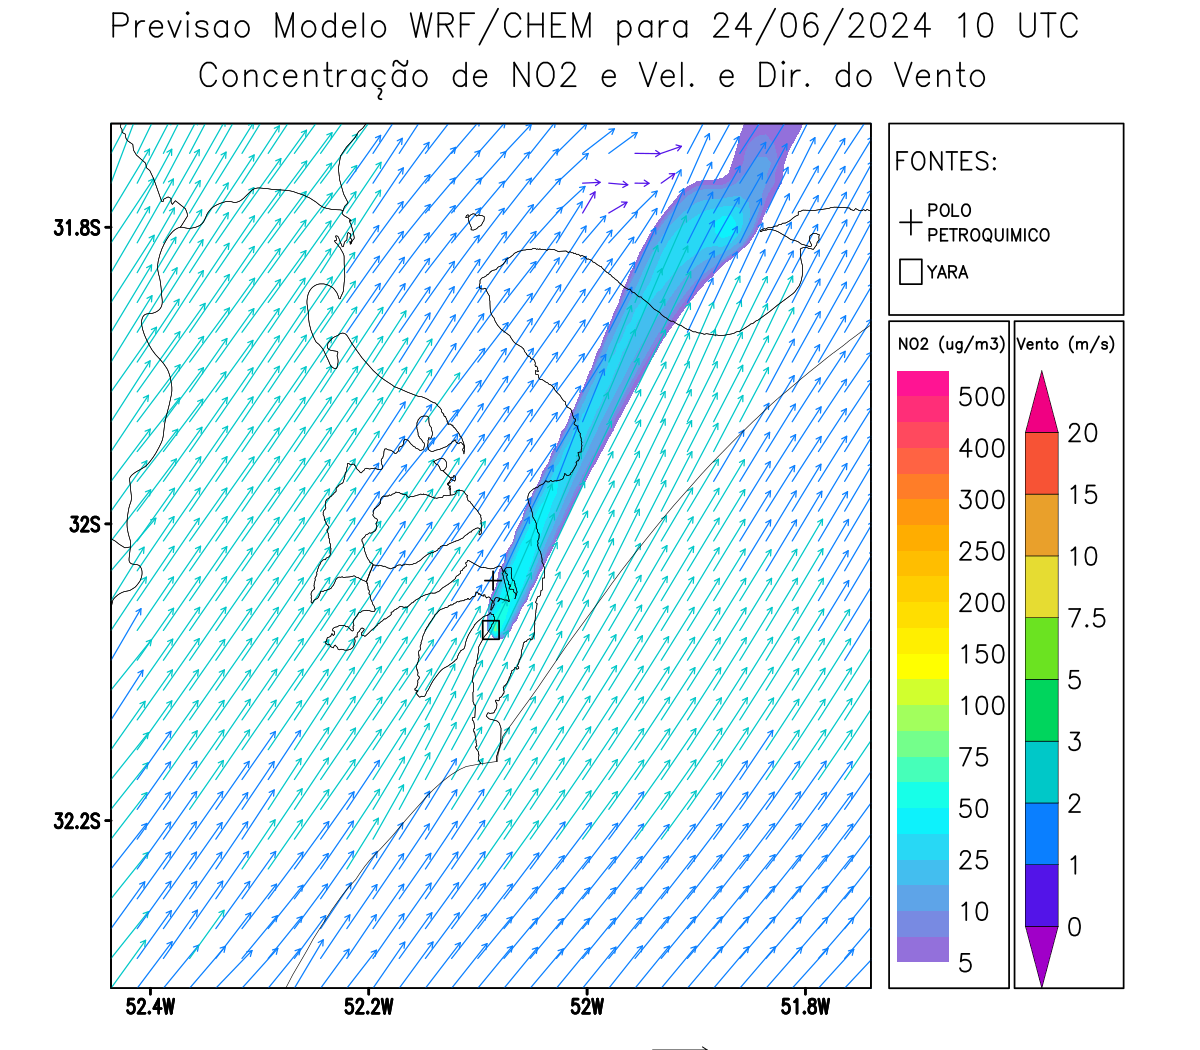 Previsao Modelo WRF/CHEM para 24/06/2024 10 UTC
Concentração de NO2 e Vel. e Dir. do Vento
FONTES:
POLO
PETROQUIMICO
YARA
NO2 (ug/m3)
500
400
300
250
200
150
100
75
50
25
10
5
Vento (m/s)
20
15
10
7.5
5
3
2
1
0
31.8S
32S
32.2S
52.4W
52.2W
52W
51.8W